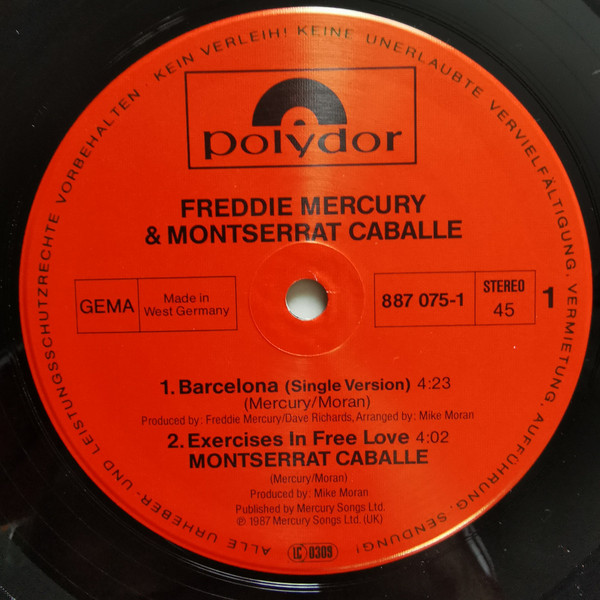 ALLE URHEBER- UND LEISTUNGSSCHUTZRECHTE VORBEHALTEN · KEIN VERLEIH! KEINE UNERLAUBTE VERVIELFÄLTIGUNG, VERMIETUNG, AUFFÜHRUNG, SENDUNG!
polydor
FREDDIE MERCURY
& MONTSERRAT CABALLE
GEMA
Made in
West Germany
887 075-1
STEREO
45
1
1. Barcelona (Single Version) 4:23
(Mercury/Moran)
Produced by: Freddie Mercury/Dave Richards, Arranged by: Mike Moran
2. Exercises In Free Love 4:02
MONTSERRAT CABALLE
(Mercury/Moran)
Produced by: Mike Moran
Published by Mercury Songs Ltd.
℗ 1987 Mercury Songs Ltd. (UK)
LC 0309